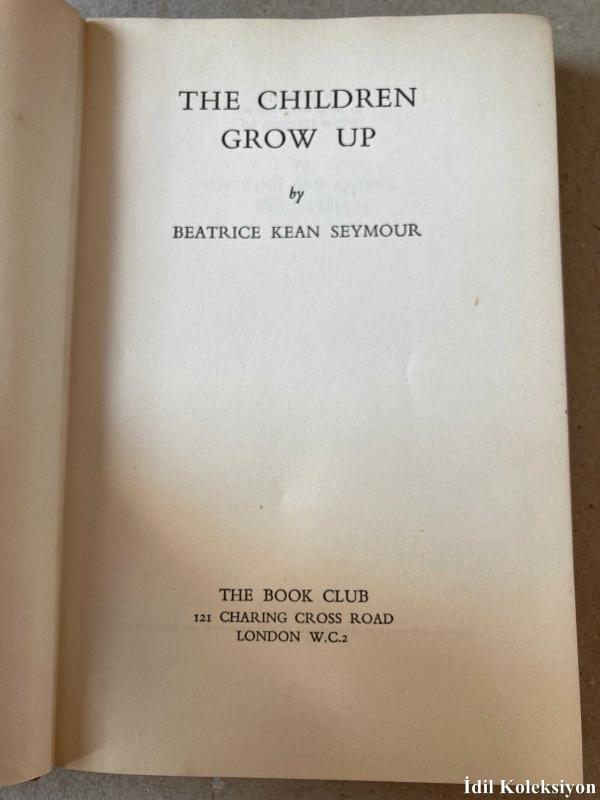 THE CHILDREN
GROW UP
by
BEATRICE KEAN SEYMOUR
THE BOOK CLUB
121 CHARING CROSS ROAD
LONDON W.C.2
İdil Koleksiyon